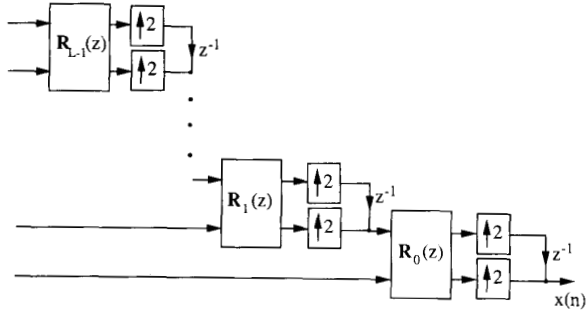 R_{L-1}(z)
↑2
↑2
z^{-1}
R_1(z)
↑2
↑2
z^{-1}
R_0(z)
↑2
↑2
z^{-1}
x(n)